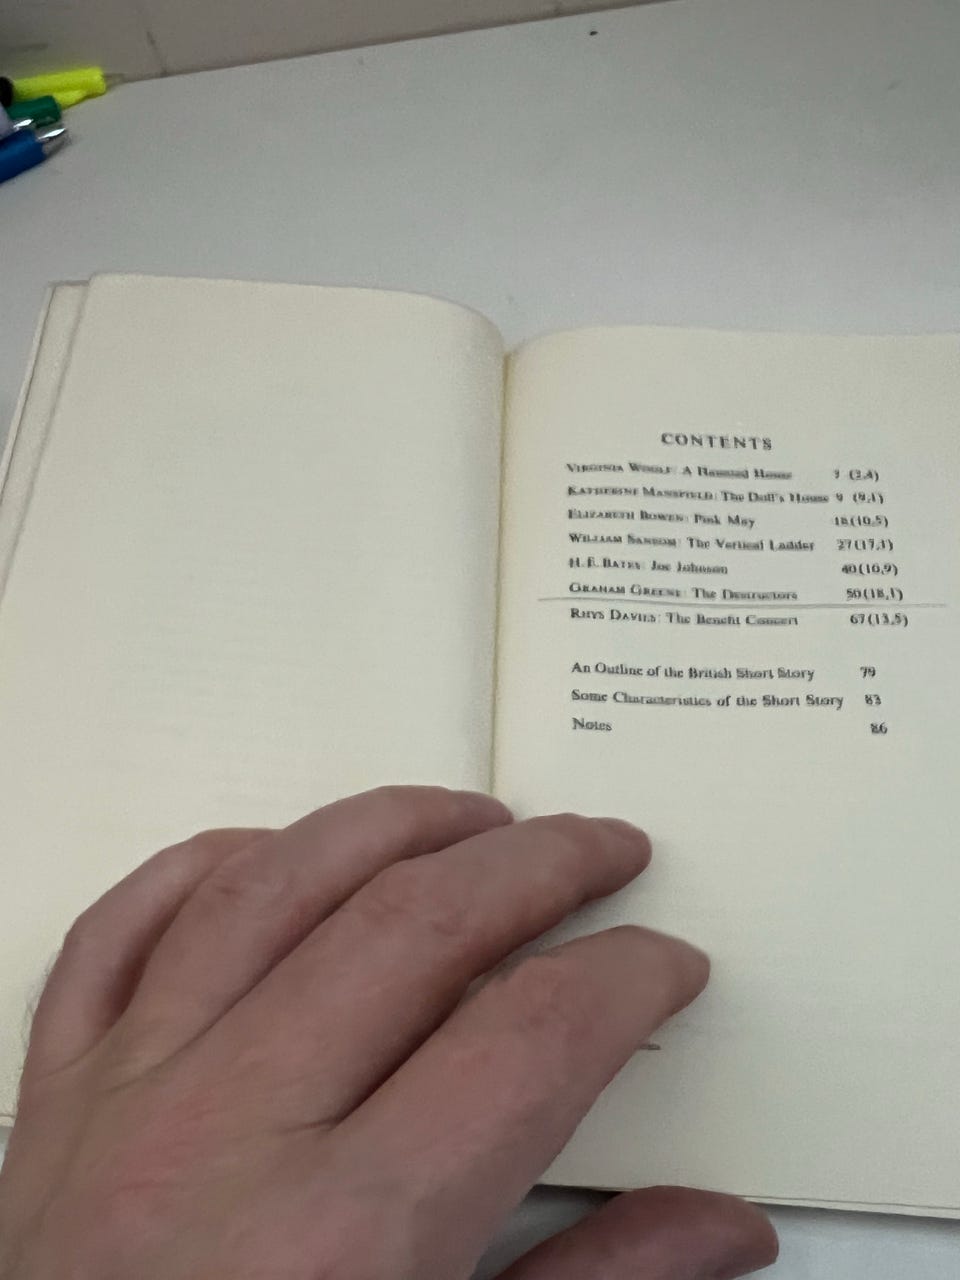 CONTENTS
VIRGINIA WOOLF: A Haunted House (2,4)
KATHERINE MANSFIELD: The Doll's House 9 (9,1)
ELIZABETH BOWEN: Pink May 18 (10,5)
WILLIAM SANSOM: The Vertical Ladder 27 (17,1)
H. E. BATES: Joe Johnson 40 (10,9)
GRAHAM GREENE: The Destructors 50 (18,1)
RHYS DAVIES: The Benefit Concert 67 (13,5)
An Outline of the British Short Story 79
Some Characteristics of the Short Story 83
Notes 86